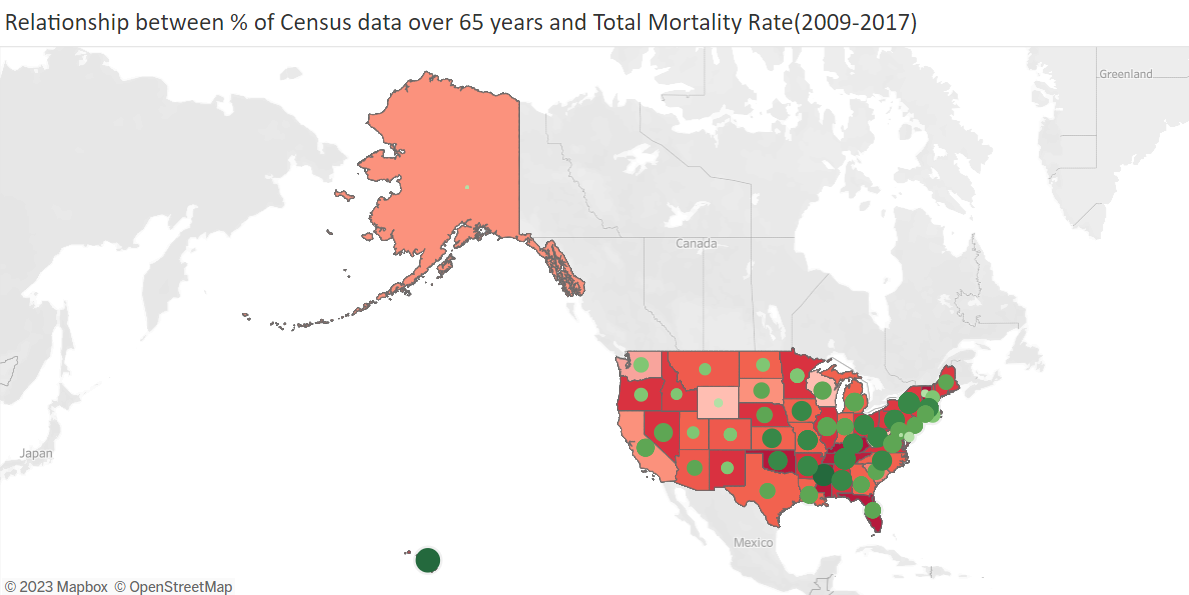 Relationship between % of Census data over 65 years and Total Mortality Rate(2009-2017)
Greenland
Canada
Japan
Mexico
© 2023 Mapbox © OpenStreetMap